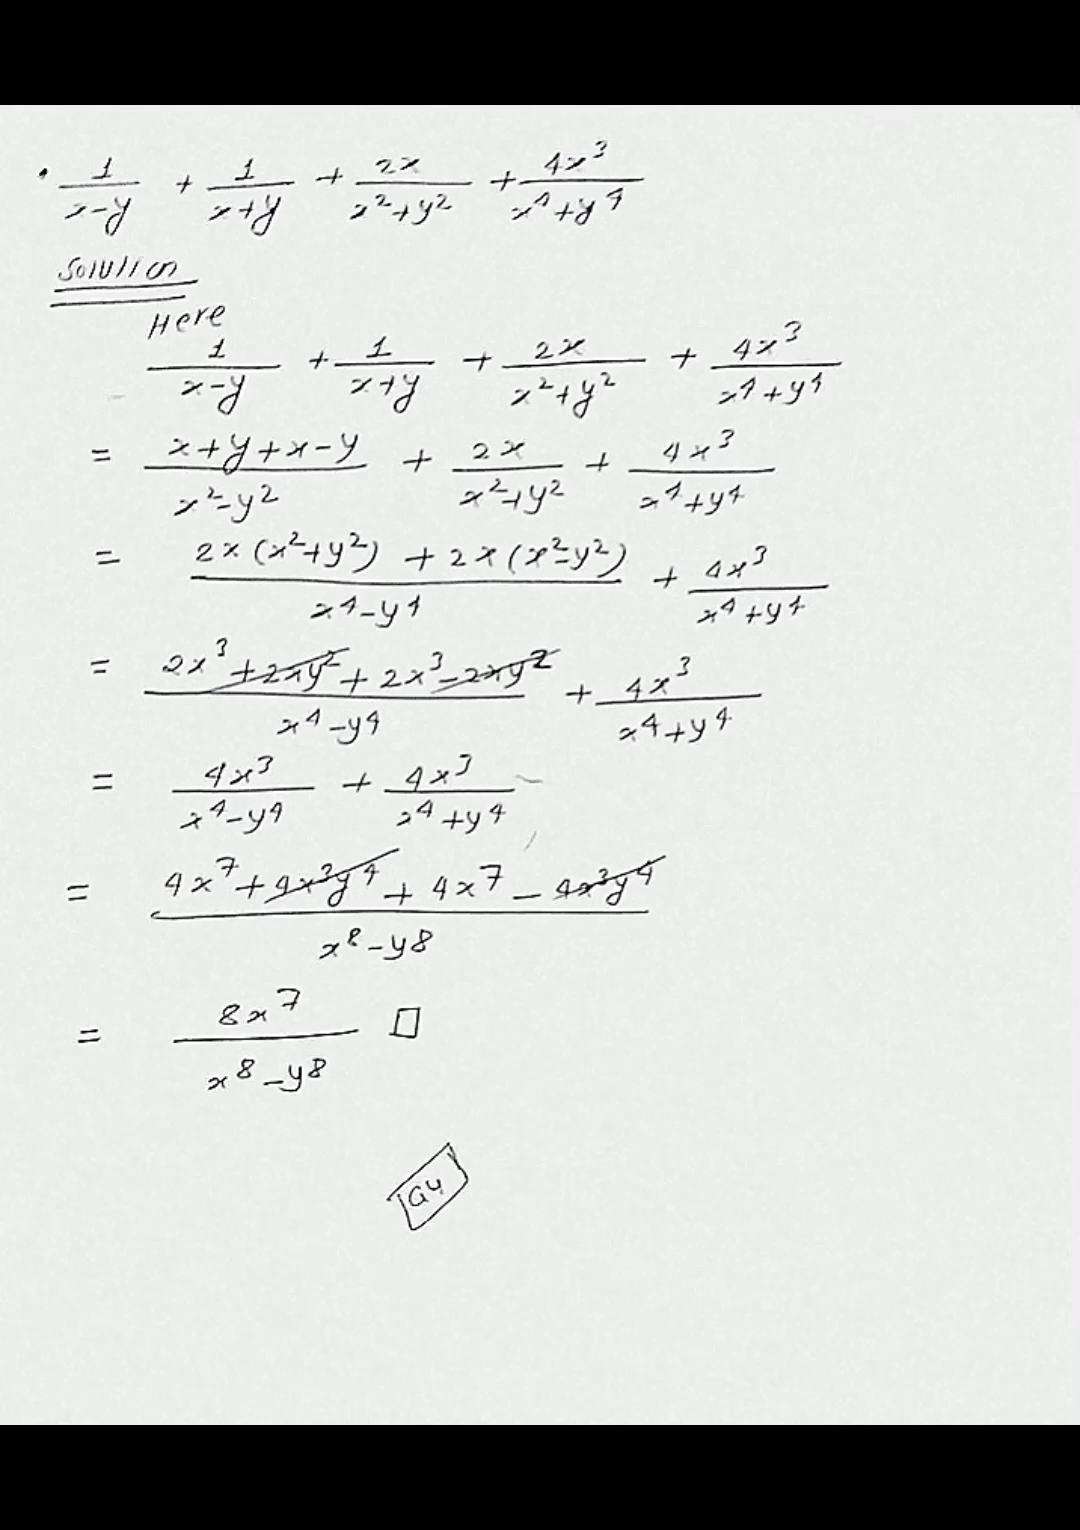 . 1/(x-y) + 1/(x+y) + 2x/(x²+y²) + 4x³/(x⁴+y⁴)
Solution
Here
1/(x-y) + 1/(x+y) + 2x/(x²+y²) + 4x³/(x⁴+y⁴)
= (x+y+x-y)/(x²-y²) + 2x/(x²+y²) + 4x³/(x⁴+y⁴)
= (2x(x²+y²) + 2x(x²-y²))/(x⁴-y⁴) + 4x³/(x⁴+y⁴)
= (2x³+2xy²+2x³-2xy²)/(x⁴-y⁴) + 4x³/(x⁴+y⁴)
= 4x³/(x⁴-y⁴) + 4x³/(x⁴+y⁴)
= (4x⁷+4x³y⁴+4x⁷-4x³y⁴)/(x⁸-y⁸)
= 8x⁷/(x⁸-y⁸) □